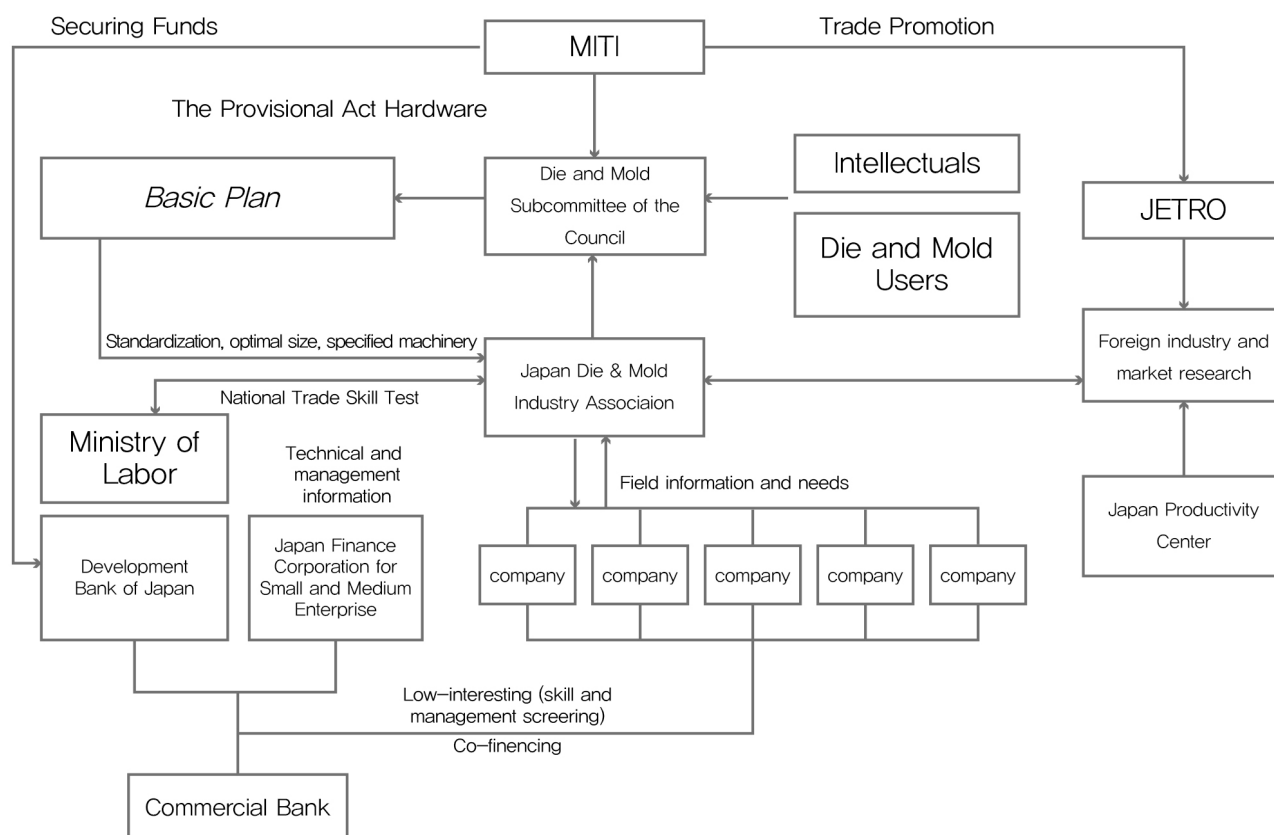 Securing Funds
MITI
Trade Promotion
The Provisional Act Hardware
Basic Plan
Die and Mold
Subcommittee of the
Council
Intellectuals
Die and Mold
Users
JETRO
Standardization, optimal size, specified machinery
Japan Die & Mold
Industry Associaion
Foreign industry and
market research
National Trade Skill Test
Ministry of
Labor
Technical and
management
information
Field information and needs
Japan Productivity
Center
Development
Bank of Japan
Japan Finance
Corporation for
Small and Medium
Enterprise
company
company
company
company
company
Low-interesting (skill and
management screering)
Co-finencing
Commercial Bank